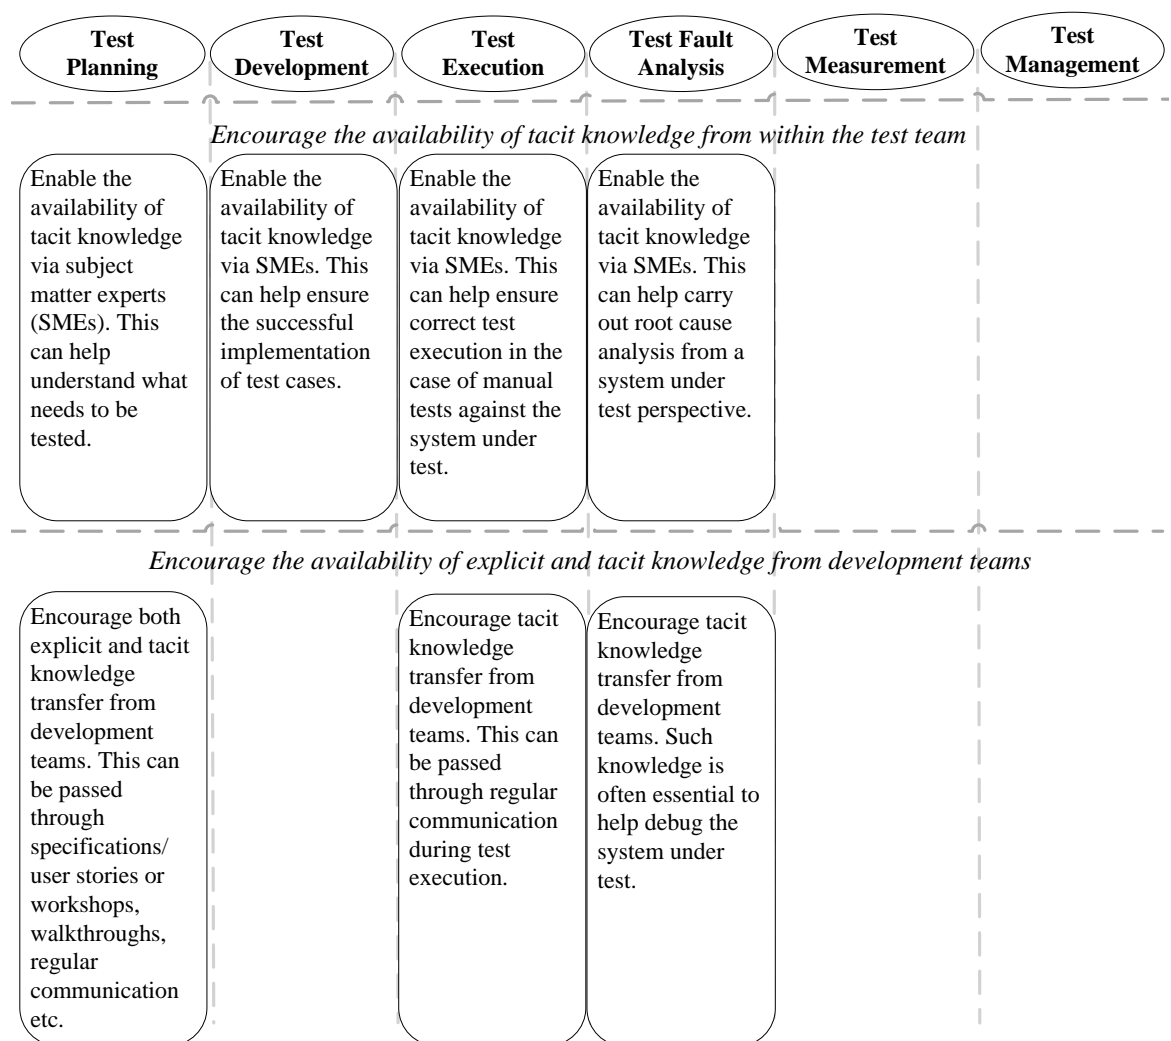 Test
Planning
Test
Development
Test
Execution
Test Fault
Analysis
Test
Measurement
Test
Management
Encourage the availability of tacit knowledge from within the test team
Enable the
availability of
tacit knowledge
via subject
matter experts
(SMEs). This
can help
understand what
needs to be
tested.
Enable the
availability of
tacit knowledge
via SMEs. This
can help ensure
the successful
implementation
of test cases.
Enable the
availability of
tacit knowledge
via SMEs. This
can help ensure
correct test
execution in the
case of manual
tests against the
system under
test.
Enable the
availability of
tacit knowledge
via SMEs. This
can help carry
out root cause
analysis from a
system under
test perspective.
Encourage the availability of explicit and tacit knowledge from development teams
Encourage both
explicit and tacit
knowledge
transfer from
development
teams. This can
be passed
through
specifications/
user stories or
workshops,
walkthroughs,
regular
communication
etc.
Encourage tacit
knowledge
transfer from
development
teams. This can
be passed
through regular
communication
during test
execution.
Encourage tacit
knowledge
transfer from
development
teams. Such
knowledge is
often essential to
help debug the
system under
test.